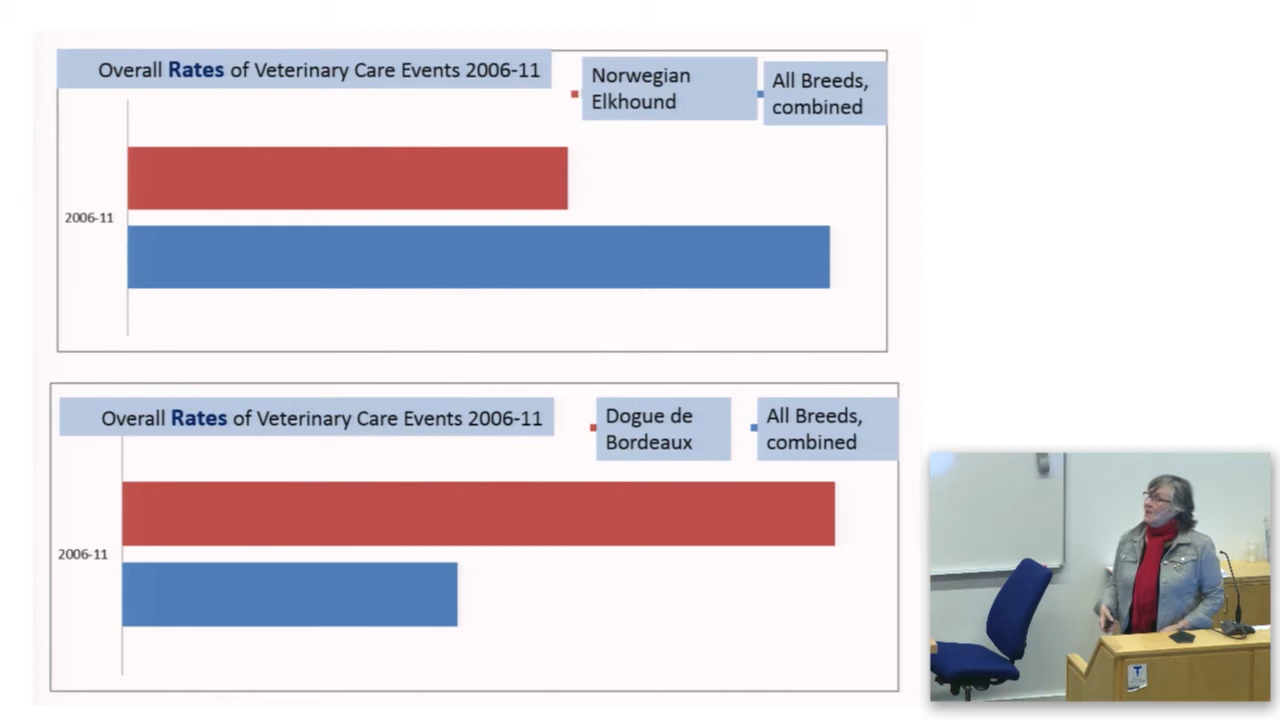 Overall Rates of Veterinary Care Events 2006-11
Norwegian
Elkhound
All Breeds,
combined
2006-11
Overall Rates of Veterinary Care Events 2006-11
Dogue de
Bordeaux
All Breeds,
combined
2006-11
T